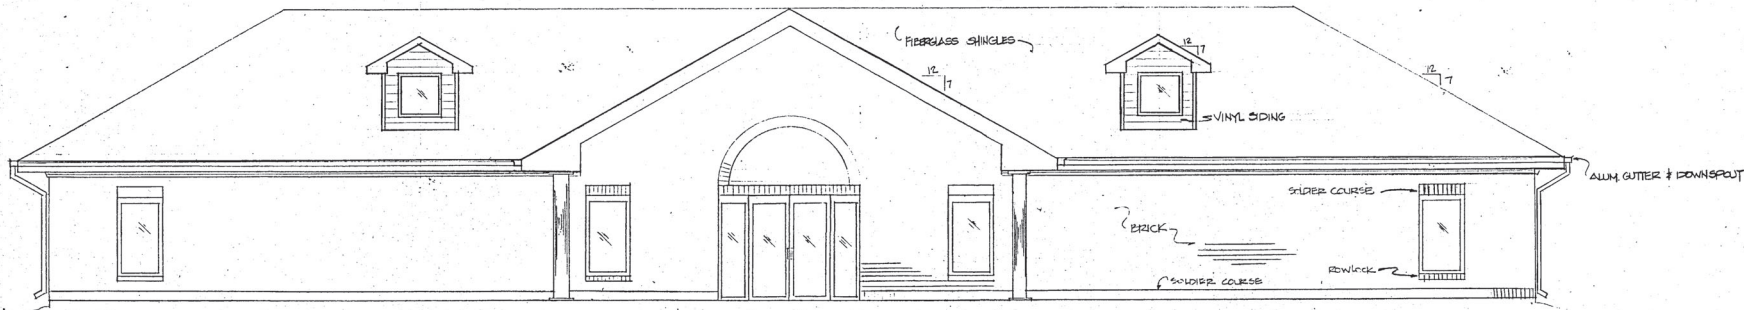 FIBERGLASS SHINGLES
12
7
12
7
12
7
VINYL SIDING
ALUM. GUTTER & DOWNSPOUT
SOLDIER COURSE
BRICK
ROWLOCK
SOLDIER COURSE